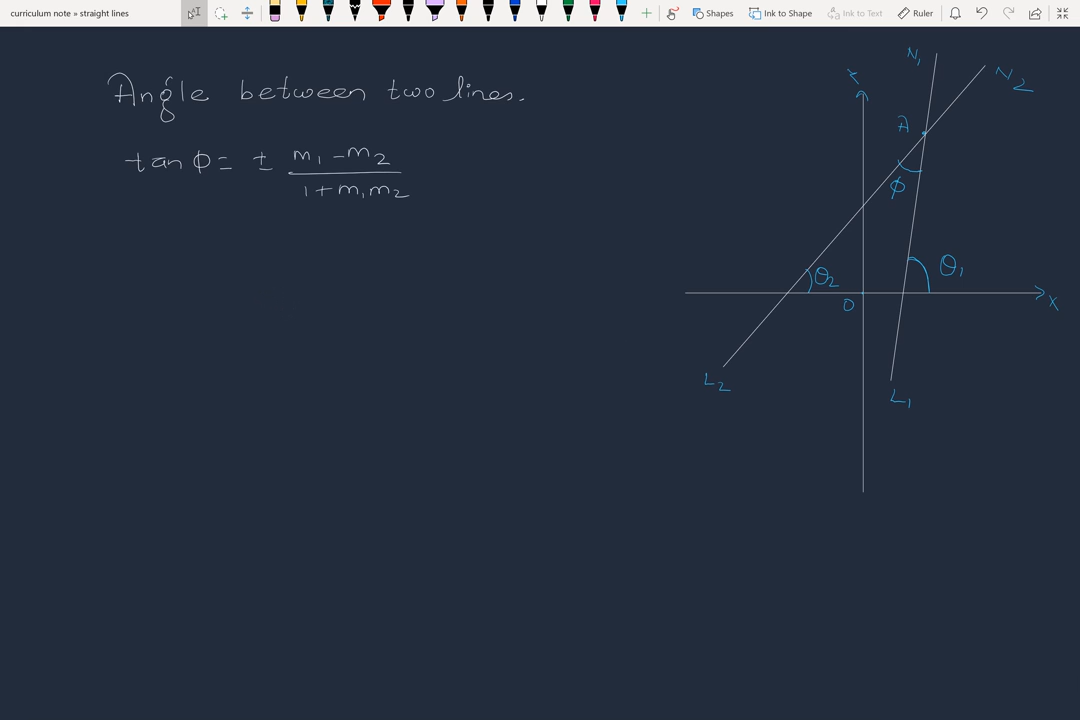 curriculum note » straight lines
Shapes
Ink to Shape
Ink to Text
Ruler
Angle between two lines.
tan ϕ = ± m₁ - m₂ / 1 + m₁m₂
N₁
N₂
Y
A
ϕ
θ₂
θ₁
O
X
L₂
L₁